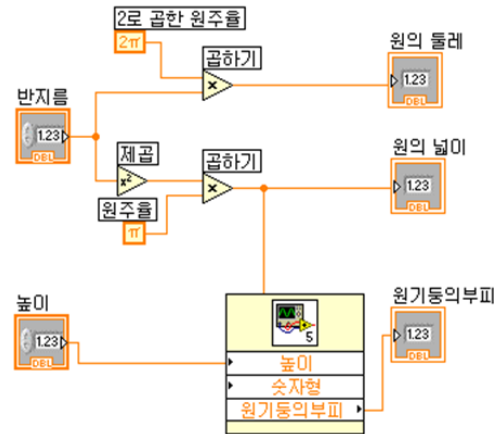 2로 곱한 원주율
2π
곱하기
×
원의 둘레
1.23
DBL
반지름
1.23
DBL
제곱
x²
곱하기
×
원의 넓이
1.23
DBL
원주율
π
높이
1.23
DBL
5
높이
숫자형
원기둥의부피
원기둥의부피
1.23
DBL